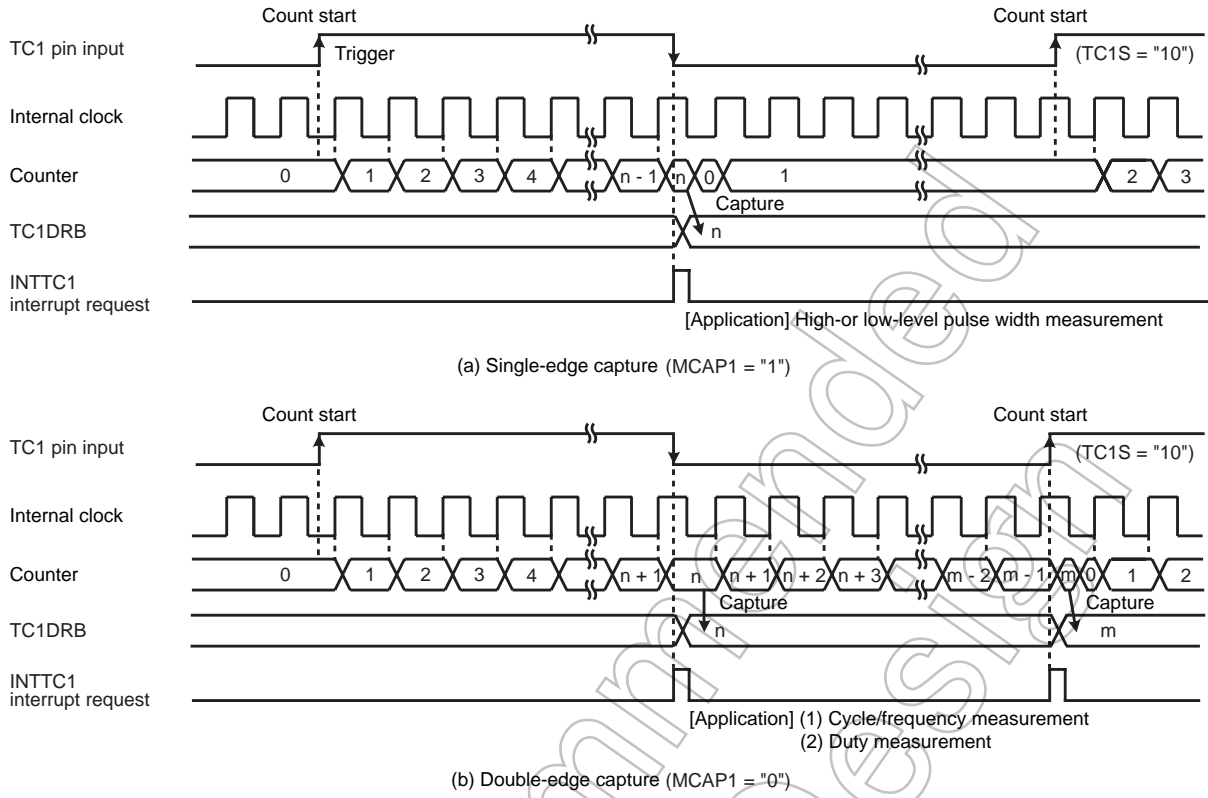 Count start Count start
TC1 pin input Trigger (TC1S = "10")
Internal clock
Counter 0 1 2 3 4 n - 1 n 0 1 2 3
Capture
TC1DRB n
INTTC1
interrupt request
[Application] High-or low-level pulse width measurement
(a) Single-edge capture (MCAP1 = "1")
Count start Count start
TC1 pin input (TC1S = "10")
Internal clock
Counter 0 1 2 3 4 n + 1 n n + 1 n + 2 n + 3 m - 2 m - 1 m 0 1 2
Capture Capture
TC1DRB n m
INTTC1
interrupt request
[Application] (1) Cycle/frequency measurement
(2) Duty measurement
(b) Double-edge capture (MCAP1 = "0")